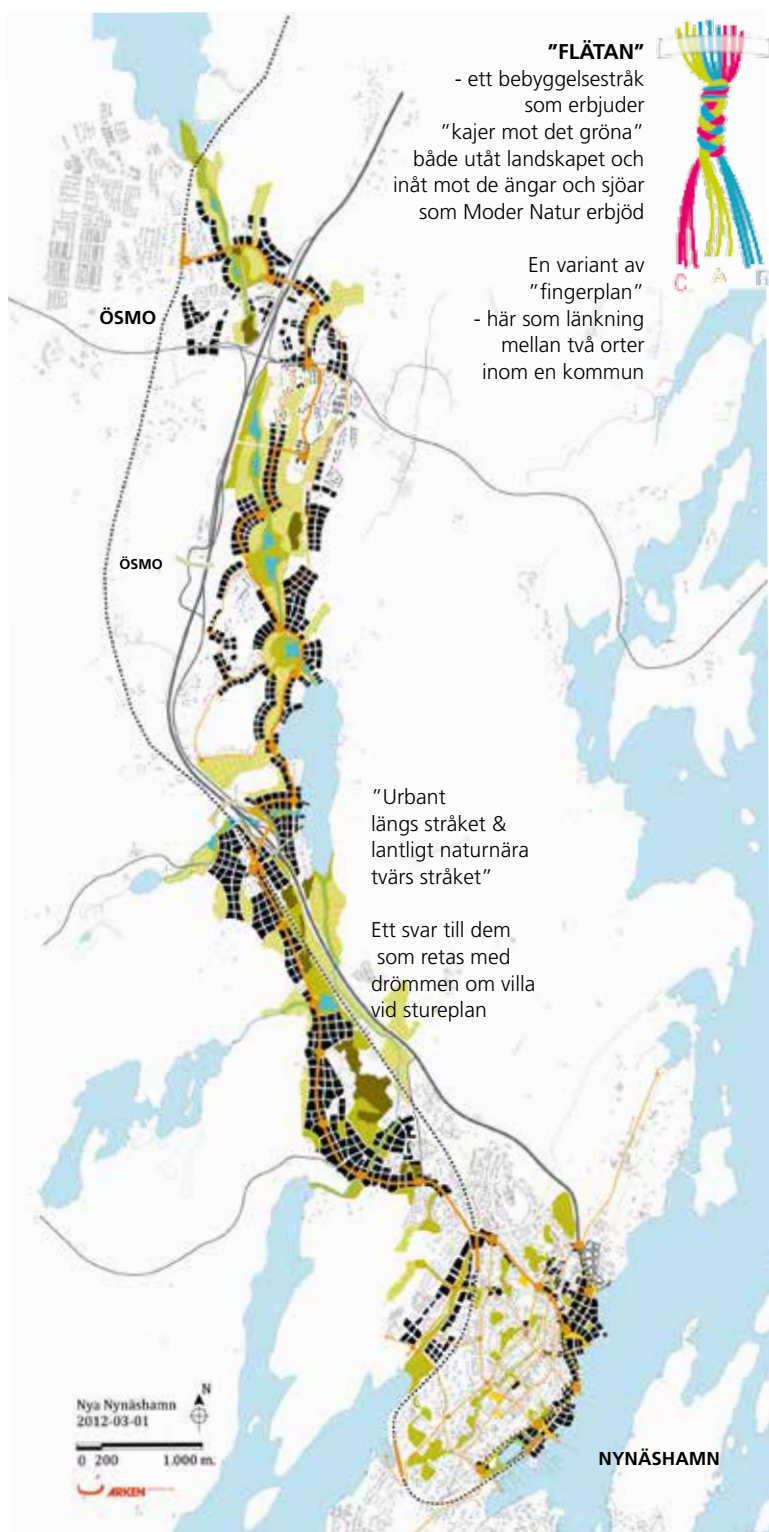 "FLÄTAN"
- ett bebyggelsestråk
som erbjuder
"kajer mot det gröna"
både utåt landskapet och
inåt mot de ängar och sjöar
som Moder Natur erbjöd
C A B
En variant av
"fingerplan"
- här som länkning
mellan två orter
inom en kommun
ÖSMO
ÖSMO
"Urbant
längs stråket &
lantligt naturnära
tvärs stråket"
Ett svar till dem
som retas med
drömmen om villa
vid stureplan
Nya Nynäshamn
2012-03-01
N
0 200 1.000 m.
ARKEN
NYNÄSHAMN